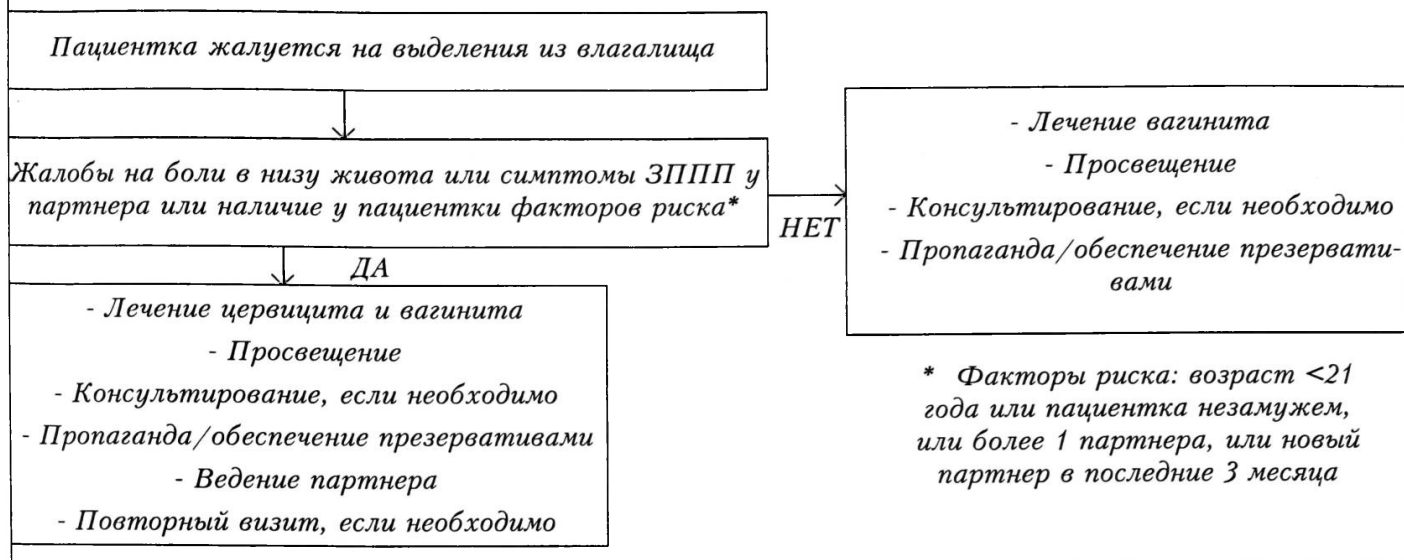 Пациентка жалуется на выделения из влагалища
Жалобы на боли в низу живота или симптомы ЗППП у
партнера или наличие у пациентки факторов риска*
НЕТ
- Лечение вагинита
- Просвещение
- Консультирование, если необходимо
- Пропаганда/обеспечение презервати-
вами
ДА
- Лечение цервицита и вагинита
- Просвещение
- Консультирование, если необходимо
- Пропаганда/обеспечение презервативами
- Ведение партнера
- Повторный визит, если необходимо
* Факторы риска: возраст <21
года или пациентка незамужем,
или более 1 партнера, или новый
партнер в последние 3 месяца